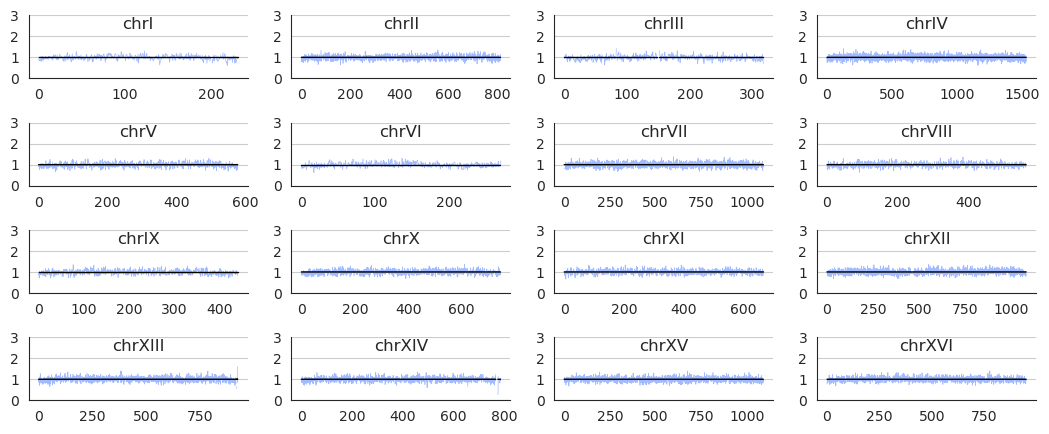 chrI chrII chrIII chrIV
3 3 3 3
2 2 2 2
1 1 1 1
0 0 0 0
0 100 200 0 200 400 600 800 0 100 200 300 0 500 1000 1500
chrV chrVI chrVII chrVIII
3 3 3 3
2 2 2 2
1 1 1 1
0 0 0 0
0 200 400 600 0 100 200 0 250 500 750 1000 0 200 400
chrIX chrX chrXI chrXII
3 3 3 3
2 2 2 2
1 1 1 1
0 0 0 0
0 100 200 300 400 0 200 400 600 0 200 400 600 0 250 500 750 1000
chrXIII chrXIV chrXV chrXVI
3 3 3 3
2 2 2 2
1 1 1 1
0 0 0 0
0 250 500 750 0 200 400 600 800 0 250 500 750 1000 0 250 500 750